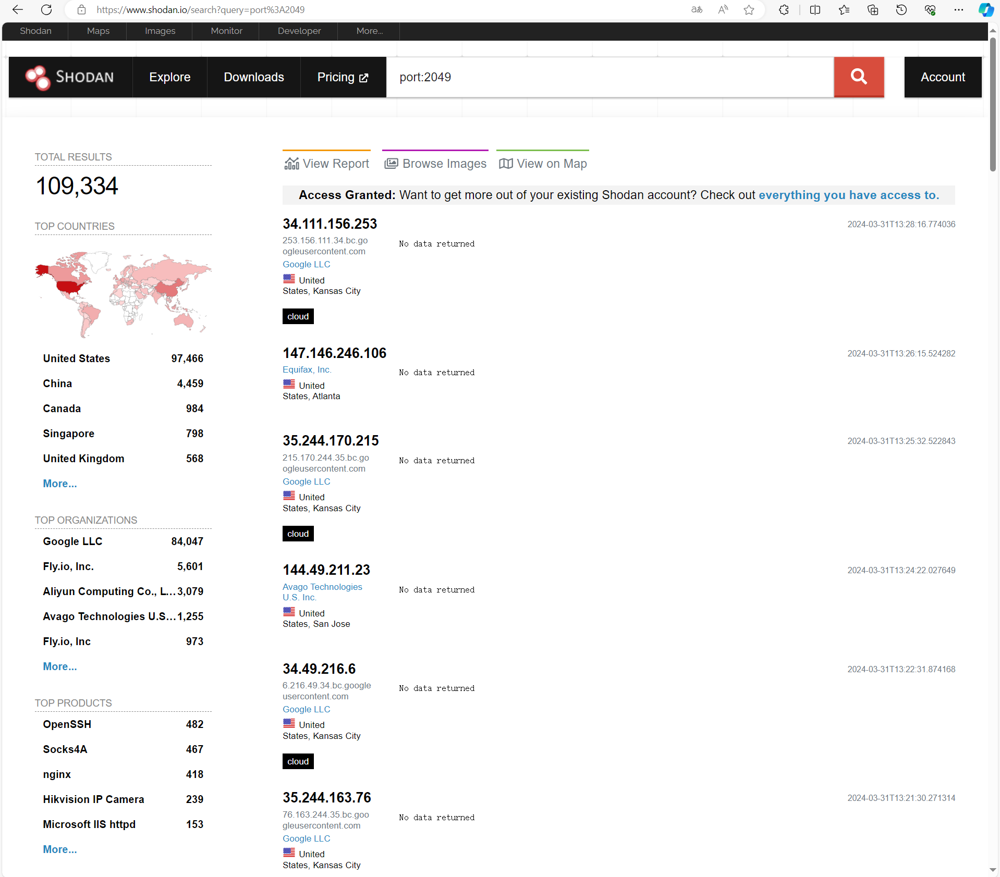 https://www.shodan.io/search?query=port%3A2049
Shodan
Maps
Images
Monitor
Developer
More...
SHODAN
Explore
Downloads
Pricing
port:2049
Account
TOTAL RESULTS
109,334
TOP COUNTRIES
United States 97,466
China 4,459
Canada 984
Singapore 798
United Kingdom 568
More...
TOP ORGANIZATIONS
Google LLC 84,047
Fly.io, Inc. 5,601
Aliyun Computing Co., L... 3,079
Avago Technologies U.S... 1,255
Fly.io, Inc 973
More...
TOP PRODUCTS
OpenSSH 482
Socks4A 467
nginx 418
Hikvision IP Camera 239
Microsoft IIS httpd 153
More...
View Report
Browse Images
View on Map
Access Granted: Want to get more out of your existing Shodan account? Check out everything you have access to.
34.111.156.253
2024-03-31T13:28:16.774036
253.156.111.34.bc.go
ogleusercontent.com
Google LLC
United
States, Kansas City
cloud
No data returned
147.146.246.106
2024-03-31T13:26:15.524282
Equifax, Inc.
United
States, Atlanta
No data returned
35.244.170.215
2024-03-31T13:25:32.522843
215.170.244.35.bc.go
ogleusercontent.com
Google LLC
United
States, Kansas City
cloud
No data returned
144.49.211.23
2024-03-31T13:24:22.027649
Avago Technologies
U.S. Inc.
United
States, San Jose
No data returned
34.49.216.6
2024-03-31T13:22:31.874168
6.216.49.34.bc.google
usercontent.com
Google LLC
United
States, Kansas City
cloud
No data returned
35.244.163.76
2024-03-31T13:21:30.271314
76.163.244.35.bc.goo
gleusercontent.com
Google LLC
United
States, Kansas City
No data returned